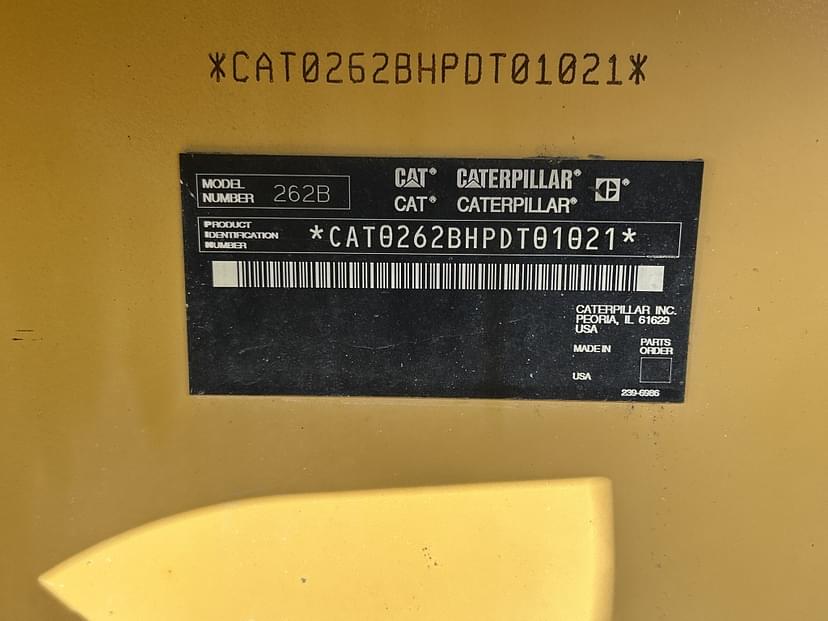 *CAT0262BHPDT01021*
MODEL NUMBER 262B
CAT® CATERPILLAR®
CAT® CATERPILLAR®
PRODUCT IDENTIFICATION NUMBER *CAT0262BHPDT01021*
CATERPILLAR INC.
PEORIA, IL 61629
USA
MADE IN
USA
PARTS ORDER
239-6986